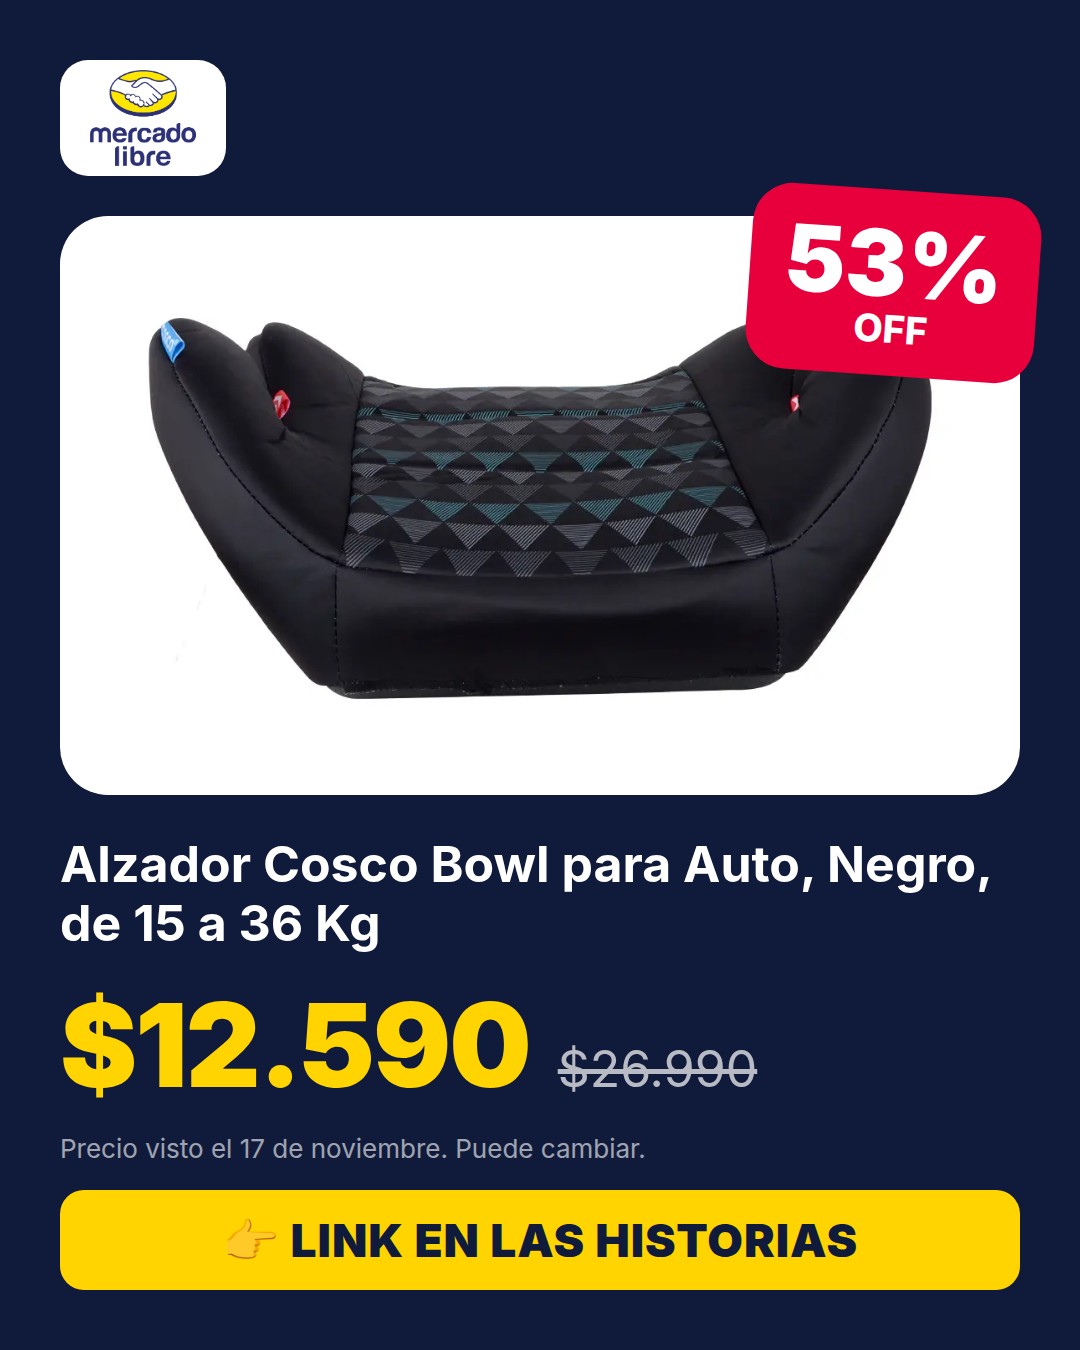 mercado
libre
53%
OFF
Alzador Cosco Bowl para Auto, Negro,
de 15 a 36 Kg
$12.590 $26.990
Precio visto el 17 de noviembre. Puede cambiar.
👉 LINK EN LAS HISTORIAS